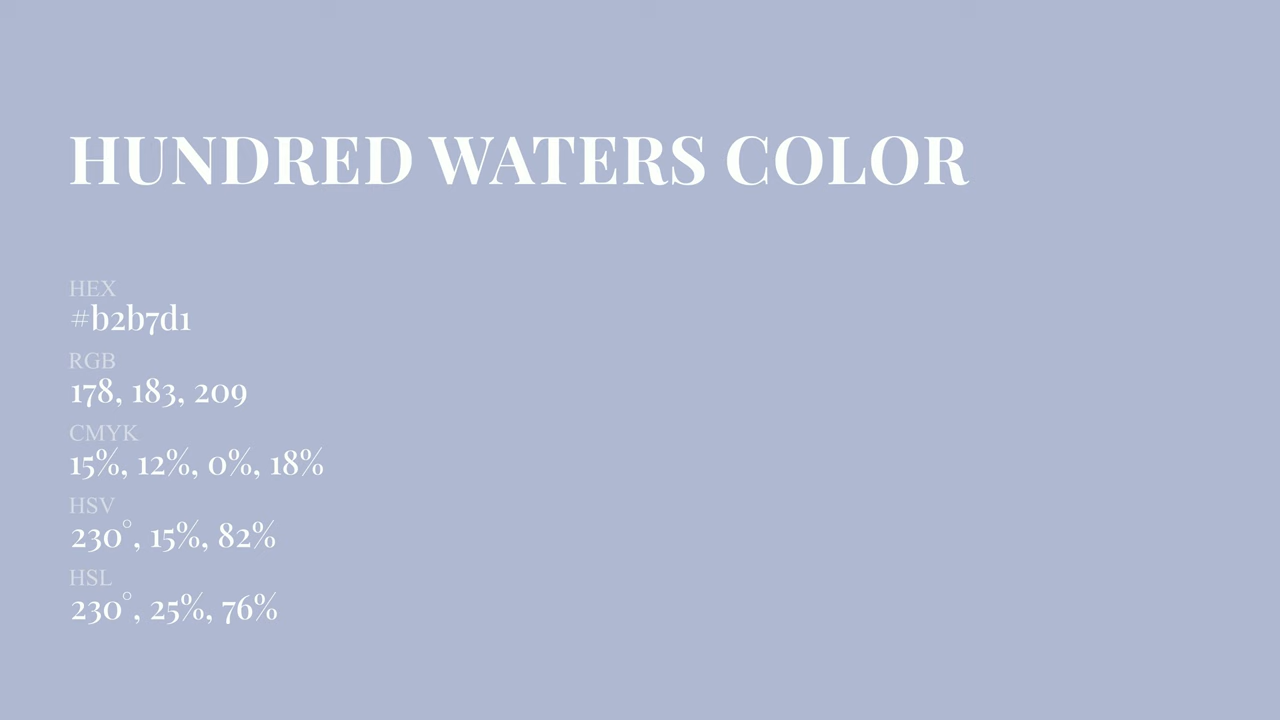 HUNDRED WATERS COLOR
HEX
#b2b7d1
RGB
178, 183, 209
CMYK
15%, 12%, 0%, 18%
HSV
230°, 15%, 82%
HSL
230°, 25%, 76%